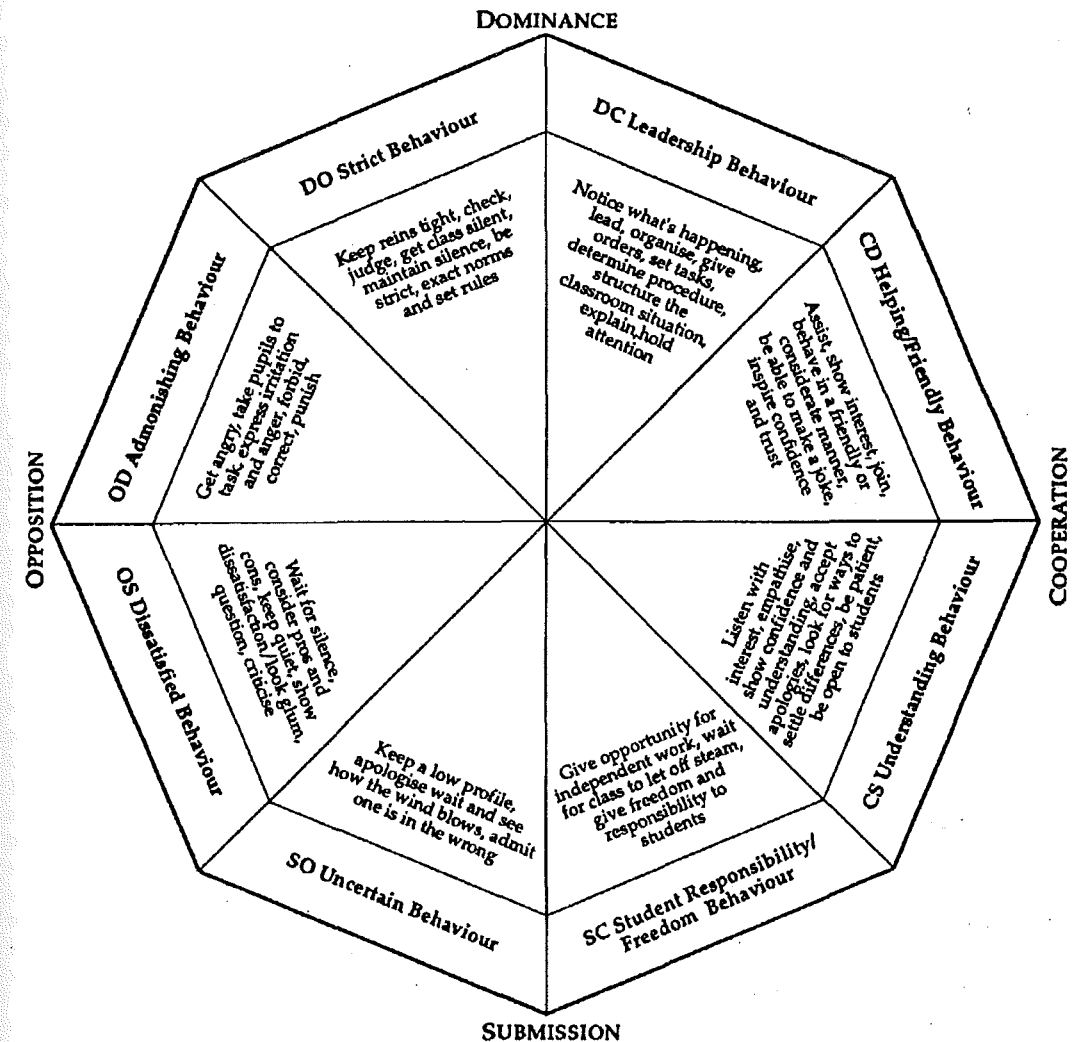 DOMINANCE
DC Leadership Behaviour
Notice what's happening,
lead, organise, give
orders, set tasks,
determine procedure,
structure the
classroom situation,
explain,hold
attention
CD Helping/Friendly Behaviour
Assist, show interest, join,
behave in a friendly or
considerate manner,
be able to make a joke,
inspire confidence
and trust
COOPERATION
CS Understanding Behaviour
Listen with
interest, empathise,
show confidence and
understanding, accept
apologies, look for ways to
settle differences, be patient,
be open to students
SC Student Responsibility/
Freedom Behaviour
Give opportunity for
independent work, wait
for class to let off steam,
give freedom and
responsibility to
students
SUBMISSION
SO Uncertain Behaviour
Keep a low profile,
apologise wait and see
how the wind blows, admit
one is in the wrong
OS Dissatisfied Behaviour
Wait for silence,
consider pros and
cons, keep quiet, show
dissatisfaction/look glum,
question, criticise
OPPOSITION
OD Admonishing Behaviour
Get angry, take pupils to
task, express irritation
and anger, forbid,
correct, punish
DO Strict Behaviour
Keep reins tight, check,
judge, get class silent,
maintain silence, be
strict, exact norms
and set rules